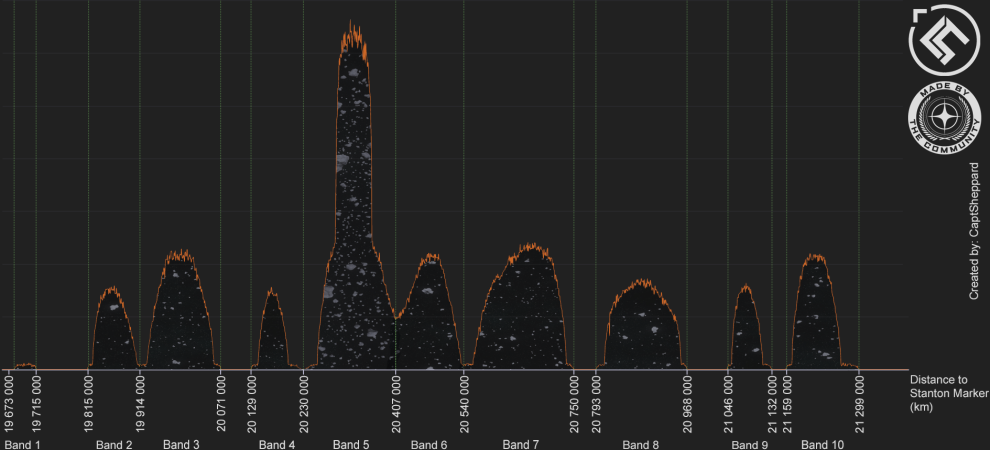 MADE BY
THE COMMUNITY
Created by: CaptSheppard
19 673 000
19 715 000
19 815 000
19 914 000
20 071 000
20 129 000
20 230 000
20 407 000
20 540 000
20 760 000
20 793 000
20 968 000
21 046 000
21 132 000
21 159 000
21 299 000
Distance to
Stanton Marker
(km)
Band 1
Band 2
Band 3
Band 4
Band 5
Band 6
Band 7
Band 8
Band 9
Band 10